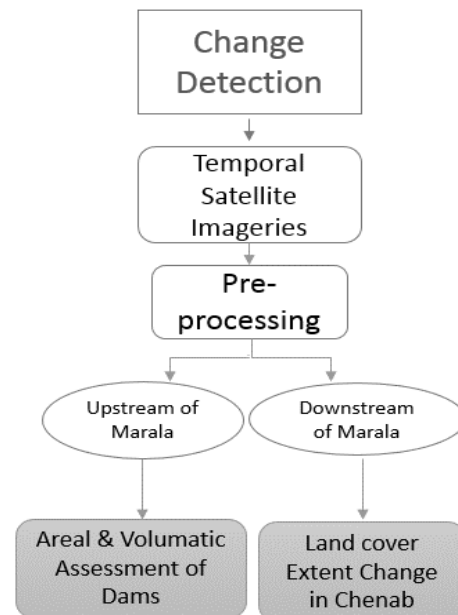 Change
Detection
Temporal
Satellite
Imageries
Pre-
processing
Upstream of
Marala
Downstream
of Marala
Areal & Volumatic
Assessment of
Dams
Land cover
Extent Change
in Chenab